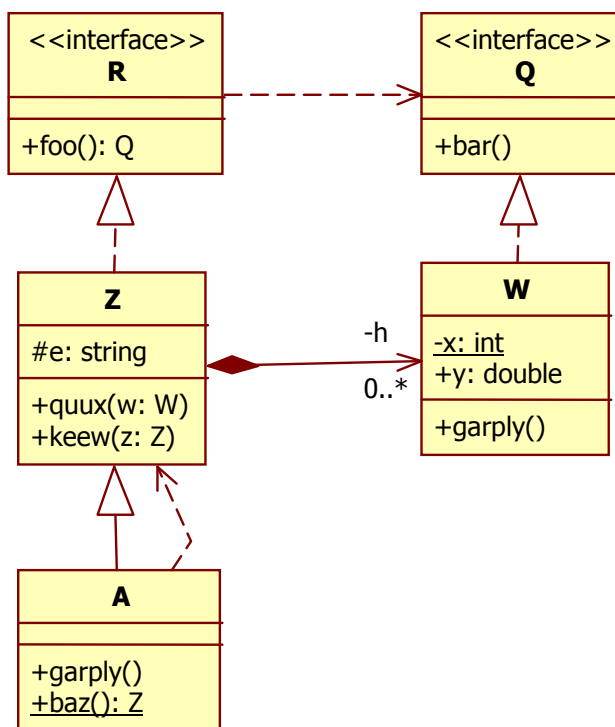 <<interface>>
R
+foo(): Q
<<interface>>
Q
+bar()
Z
#e: string
+quux(w: W)
+keew(z: Z)
-h
0..*
W
-x: int
+y: double
+garply()
A
+garply()
+baz(): Z